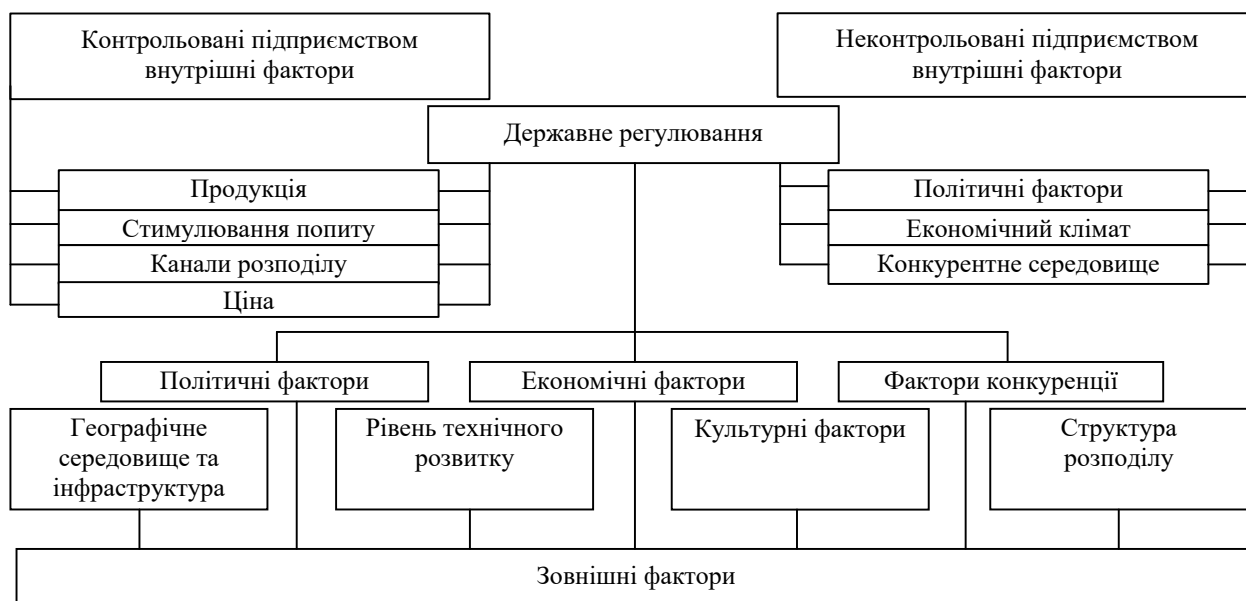 Контрольовані підприємством
внутрішні фактори
Неконтрольовані підприємством
внутрішні фактори
Державне регулювання
Продукція
Стимулювання попиту
Канали розподілу
Ціна
Політичні фактори
Економічний клімат
Конкурентне середовище
Політичні фактори
Економічні фактори
Фактори конкуренції
Географічне
середовище та
інфраструктура
Рівень технічного
розвитку
Культурні фактори
Структура
розподілу
Зовнішні фактори